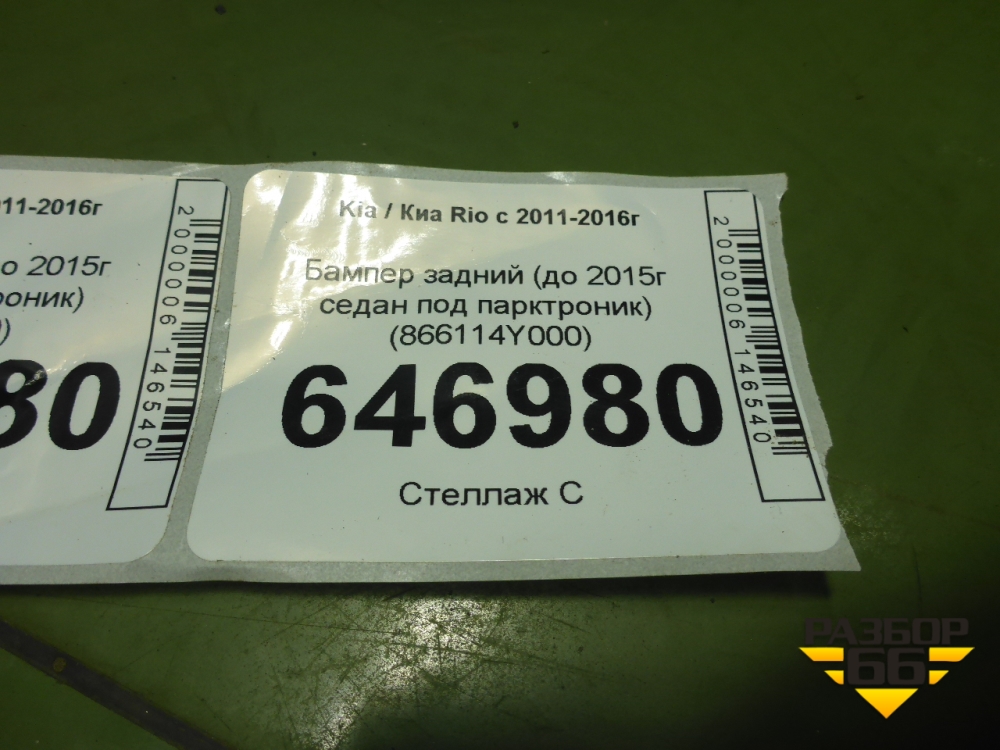 011-2016г
о 2015г
роник)
))
80
2000006146540
Kia / Киа Rio с 2011-2016г
Бампер задний (до 2015г
седан под парктроник)
(866114Y000)
646980
Стеллаж С
2000006146540
РАЗБОР
66